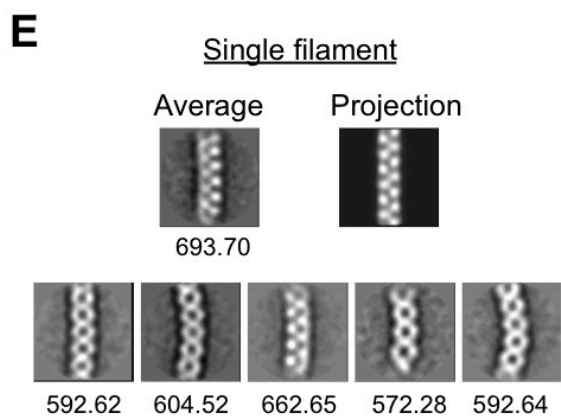 E
Single filament
Average Projection
693.70
592.62 604.52 662.65 572.28 592.64